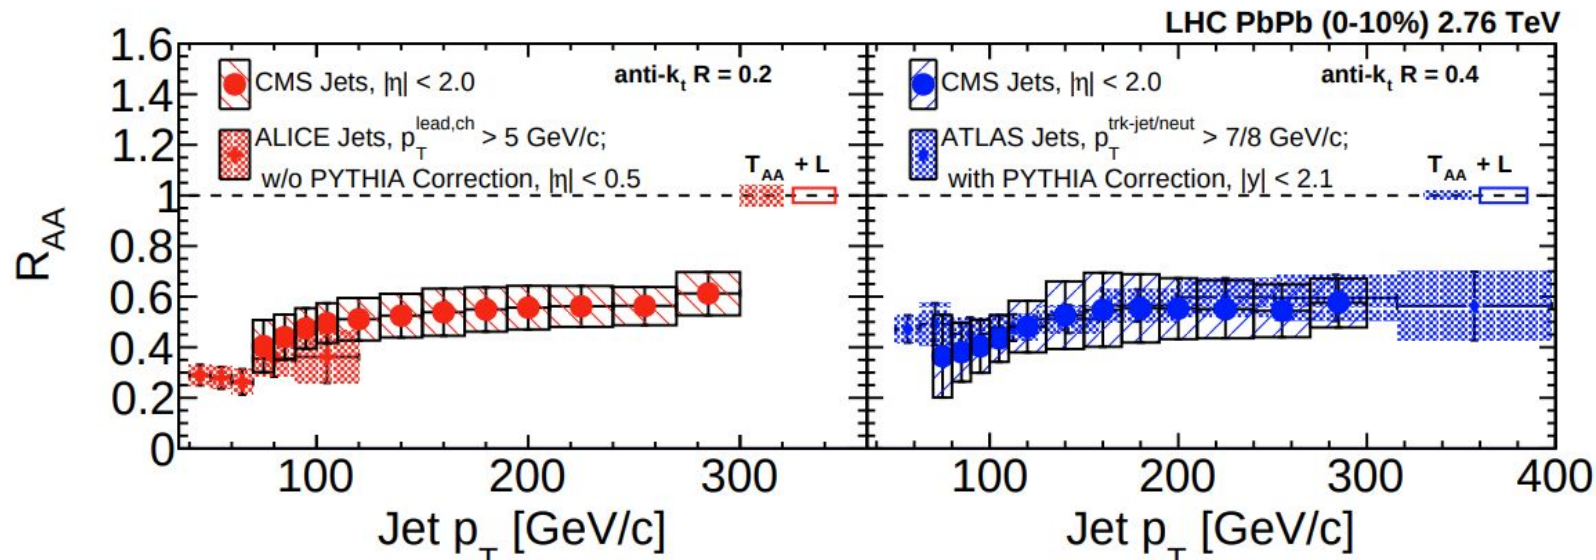 LHC PbPb (0-10%) 2.76 TeV
R_AA
1.6
1.4
1.2
1
0.8
0.6
0.4
0.2
0
CMS Jets, |η| < 2.0
anti-k_t R = 0.2
ALICE Jets, p_T^lead,ch > 5 GeV/c;
w/o PYTHIA Correction, |η| < 0.5
T_AA + L
100 200 300
Jet p_T [GeV/c]
CMS Jets, |η| < 2.0
anti-k_t R = 0.4
ATLAS Jets, p_T^trk-jet/neut > 7/8 GeV/c;
with PYTHIA Correction, |y| < 2.1
T_AA + L
100 200 300 400
Jet p_T [GeV/c]